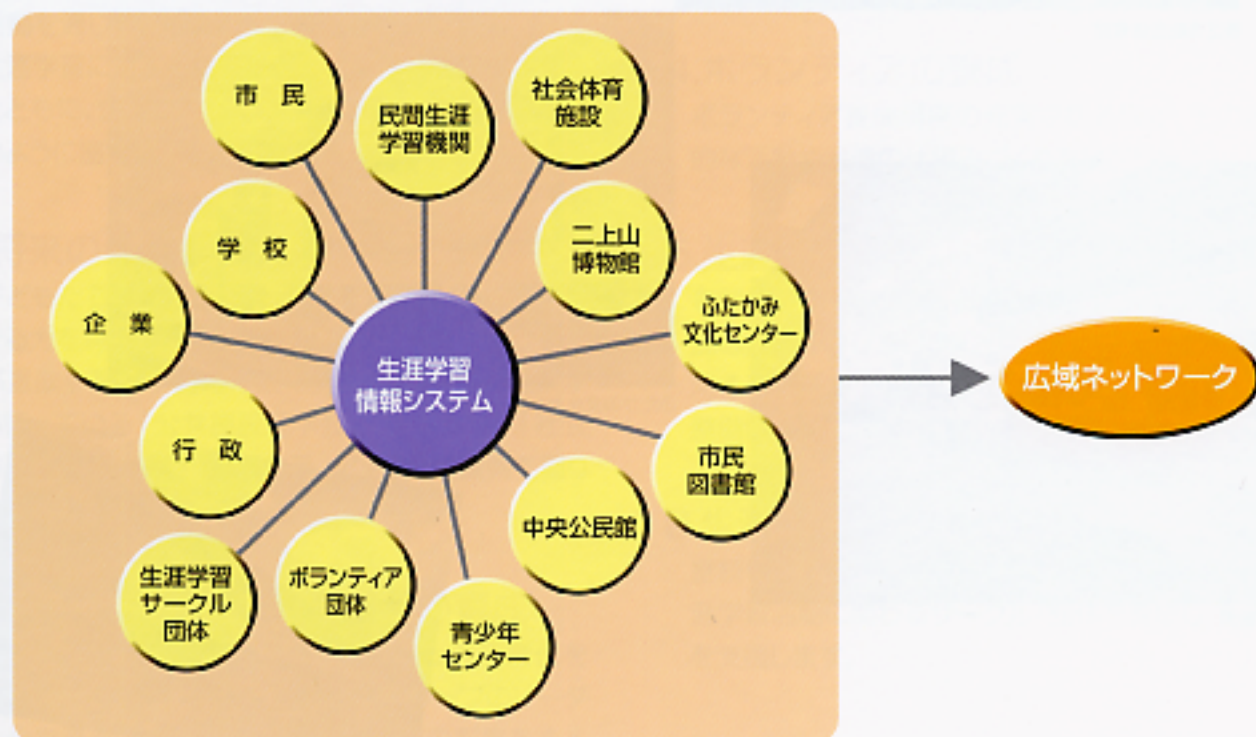 市 民
民間生涯
学習機関
社会体育
施設
学 校
二上山
博物館
企 業
ふたかみ
文化センター
生涯学習
情報システム
広域ネットワーク
行 政
市民
図書館
中央公民館
生涯学習
サークル
団体
ボランティア
団体
青少年
センター